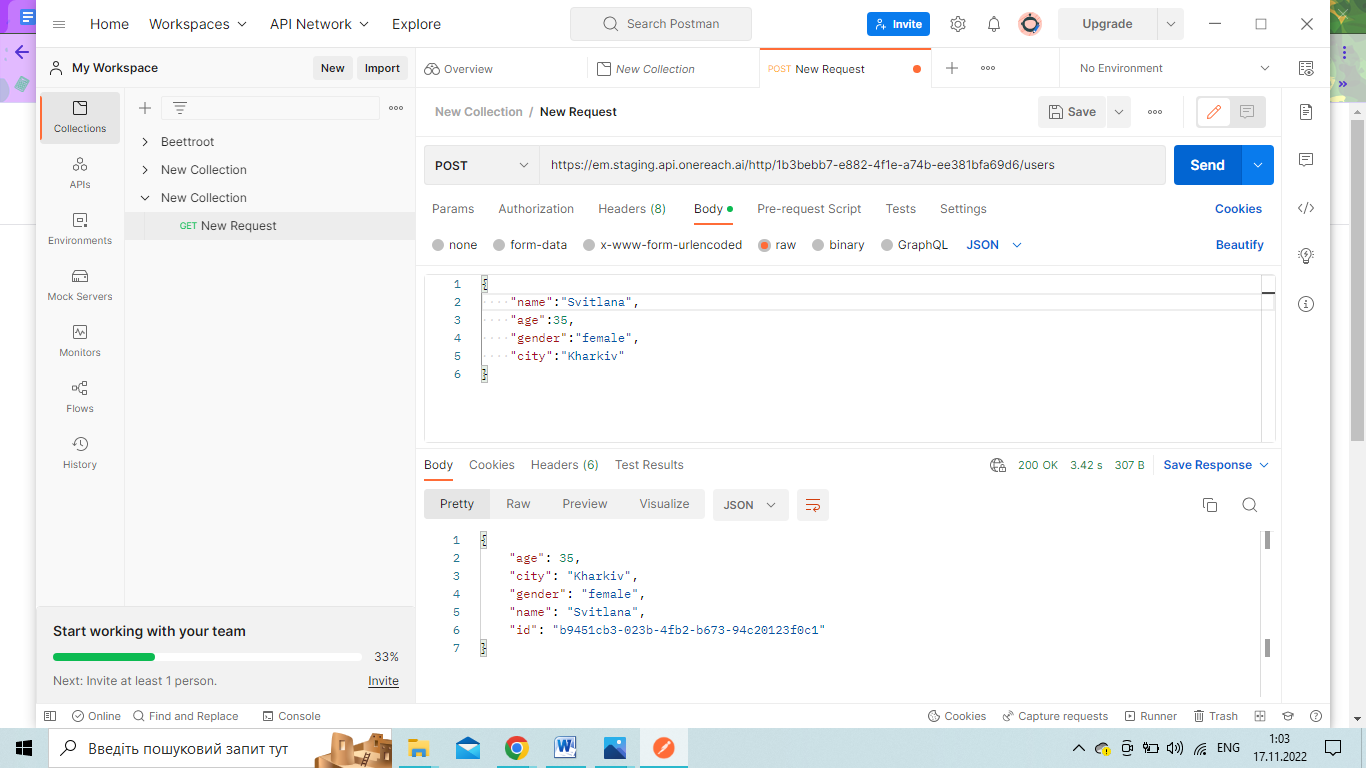 Home
Workspaces
API Network
Explore
Search Postman
Invite
Upgrade
My Workspace
New
Import
Overview
New Collection
POST New Request
No Environment
Collections
APIs
Environments
Mock Servers
Monitors
Flows
History
Beettroot
New Collection
New Collection
GET New Request
New Collection / New Request
Save
POST
https://em.staging.api.onereach.ai/http/1b3bebb7-e882-4f1e-a74b-ee381bfa69d6/users
Send
Params
Authorization
Headers (8)
Body
Pre-request Script
Tests
Settings
Cookies
none
form-data
x-www-form-urlencoded
raw
binary
GraphQL
JSON
Beautify
1 {
2 "name":"Svitlana",
3 "age":35,
4 "gender":"female",
5 "city":"Kharkiv"
6 }
Body
Cookies
Headers (6)
Test Results
200 OK
3.42 s
307 B
Save Response
Pretty
Raw
Preview
Visualize
JSON
1 {
2 "age": 35,
3 "city": "Kharkiv",
4 "gender": "female",
5 "name": "Svitlana",
6 "id": "b9451cb3-023b-4fb2-b673-94c20123f0c1"
7 }
Start working with your team
33%
Next: Invite at least 1 person.
Invite
Online
Find and Replace
Console
Cookies
Capture requests
Runner
Trash
Введіть пошуковий запит тут
ENG
1:03
17.11.2022